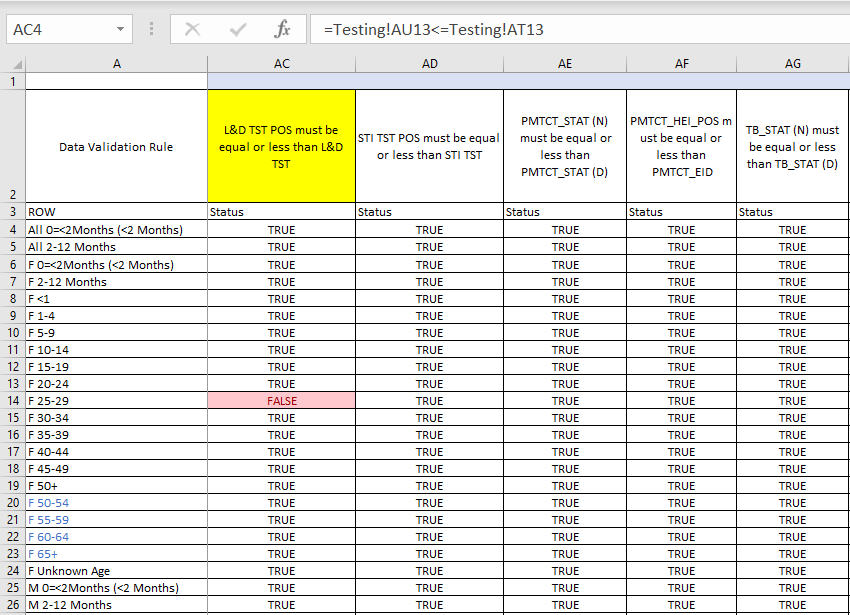 AC4 fx =Testing!AU13<=Testing!AT13
A AC AD AE AF AG
1
2 Data Validation Rule
L&D TST POS must be
equal or less than L&D
TST
STI TST POS must be equal
or less than STI TST
PMTCT_STAT (N)
must be equal or
less than
PMTCT_STAT (D)
PMTCT_HEI_POS m
ust be equal or
less than
PMTCT_EID
TB_STAT (N) must
be equal or less
than TB_STAT (D)
3 ROW Status Status Status Status Status
4 All 0=<2Months (<2 Months) TRUE TRUE TRUE TRUE TRUE
5 All 2-12 Months TRUE TRUE TRUE TRUE TRUE
6 F 0=<2Months (<2 Months) TRUE TRUE TRUE TRUE TRUE
7 F 2-12 Months TRUE TRUE TRUE TRUE TRUE
8 F <1 TRUE TRUE TRUE TRUE TRUE
9 F 1-4 TRUE TRUE TRUE TRUE TRUE
10 F 5-9 TRUE TRUE TRUE TRUE TRUE
11 F 10-14 TRUE TRUE TRUE TRUE TRUE
12 F 15-19 TRUE TRUE TRUE TRUE TRUE
13 F 20-24 TRUE TRUE TRUE TRUE TRUE
14 F 25-29 FALSE TRUE TRUE TRUE TRUE
15 F 30-34 TRUE TRUE TRUE TRUE TRUE
16 F 35-39 TRUE TRUE TRUE TRUE TRUE
17 F 40-44 TRUE TRUE TRUE TRUE TRUE
18 F 45-49 TRUE TRUE TRUE TRUE TRUE
19 F 50+ TRUE TRUE TRUE TRUE TRUE
20 F 50-54 TRUE TRUE TRUE TRUE TRUE
21 F 55-59 TRUE TRUE TRUE TRUE TRUE
22 F 60-64 TRUE TRUE TRUE TRUE TRUE
23 F 65+ TRUE TRUE TRUE TRUE TRUE
24 F Unknown Age TRUE TRUE TRUE TRUE TRUE
25 M 0=<2Months (<2 Months) TRUE TRUE TRUE TRUE TRUE
26 M 2-12 Months TRUE TRUE TRUE TRUE TRUE